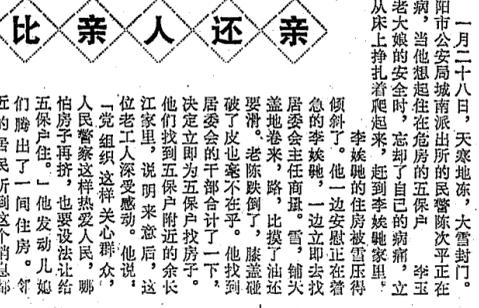 比亲人还亲
一月二十八日，天寒地冻，大雪封门。
阳市公安局城南派出所的民警陈次平正在
病，当他想起住在危房的五保户 李玉
老大娘的安全时，忘却了自己的病痛，立
从床上挣扎着爬起来，赶到李娭毑家里。
李娭毑的住房被雪压得
倾斜了。他一边安慰正在着
急的李娭毑，一边立即去找
居委会主任商量。雪，铺天
盖地卷来，路，比摸了油还
要滑。老陈跌倒了，膝盖碰
破了皮也毫不在乎。他找到
居委会的干部合计了一下，
决定立即为五保户找房子。
他们找到五保户附近的余长
江家里，说明来意后，这
位老工人深受感动。他说：
“党组织这样关心群众，
人民警察这样热爱人民，哪
怕房子再挤，也要设法让给
五保户住。”他发动儿媳
们腾出了一间住房。邻
近的居民听到这个消息都